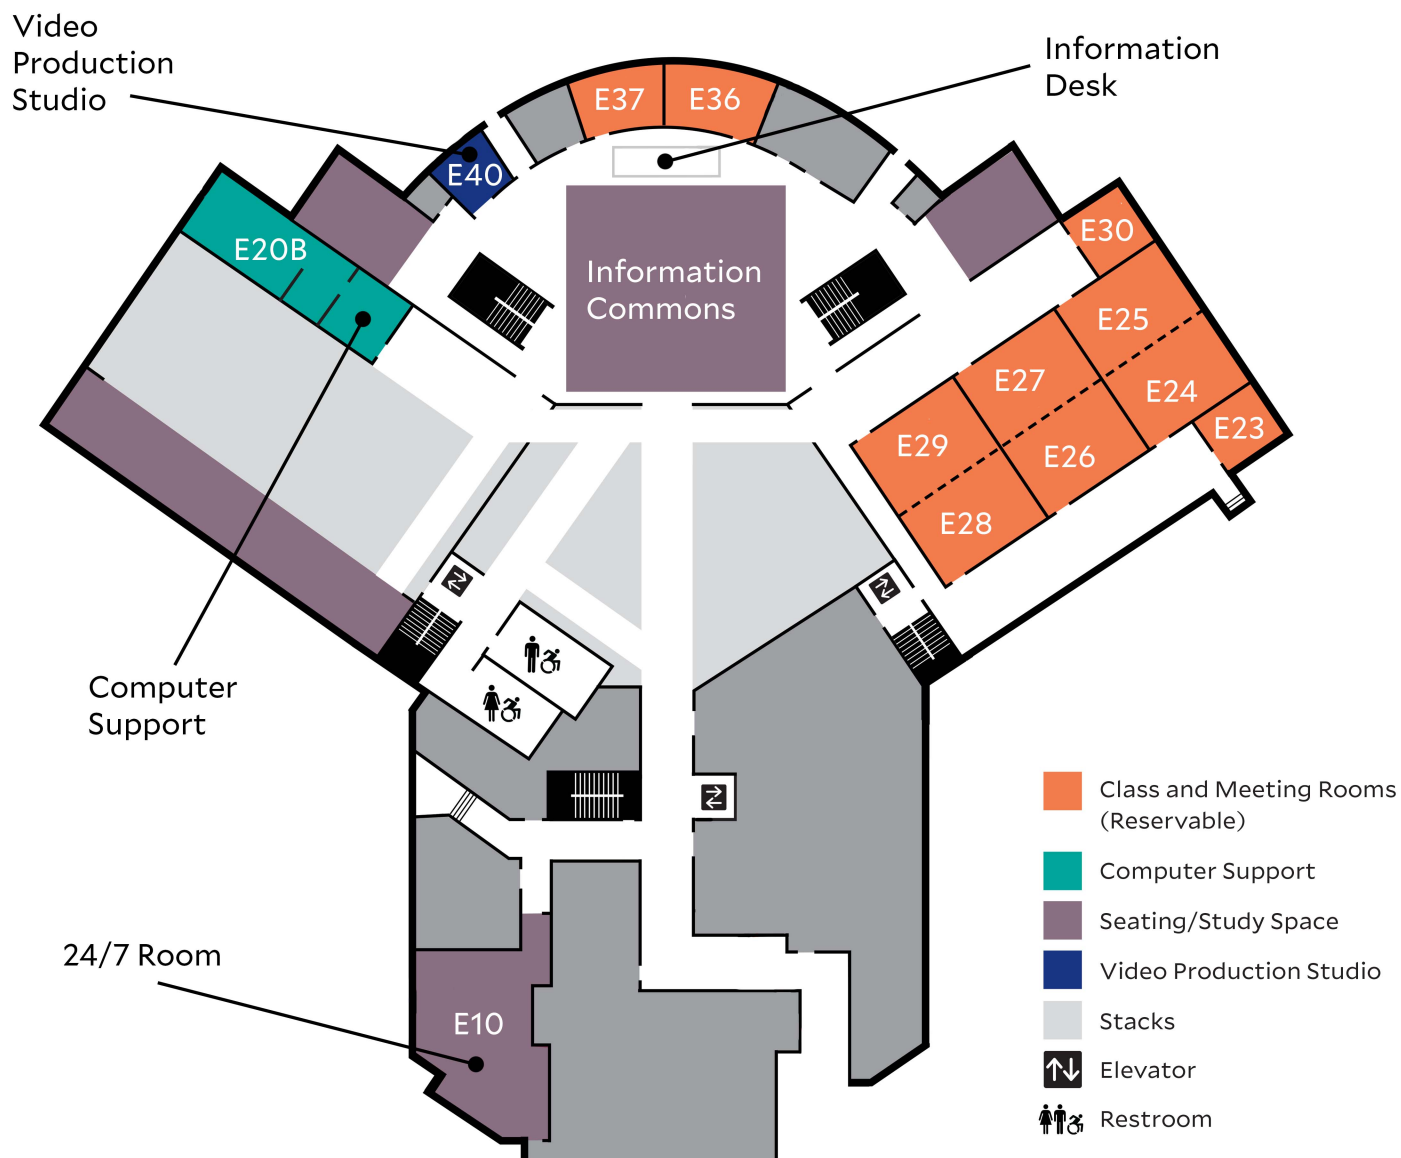 Video
Production
Studio
Information
Desk
E37
E36
E40
E20B
Information
Commons
E30
E25
E27
E24
E29
E26
E23
E28
Computer
Support
24/7 Room
E10
Class and Meeting Rooms
(Reservable)
Computer Support
Seating/Study Space
Video Production Studio
Stacks
Elevator
Restroom